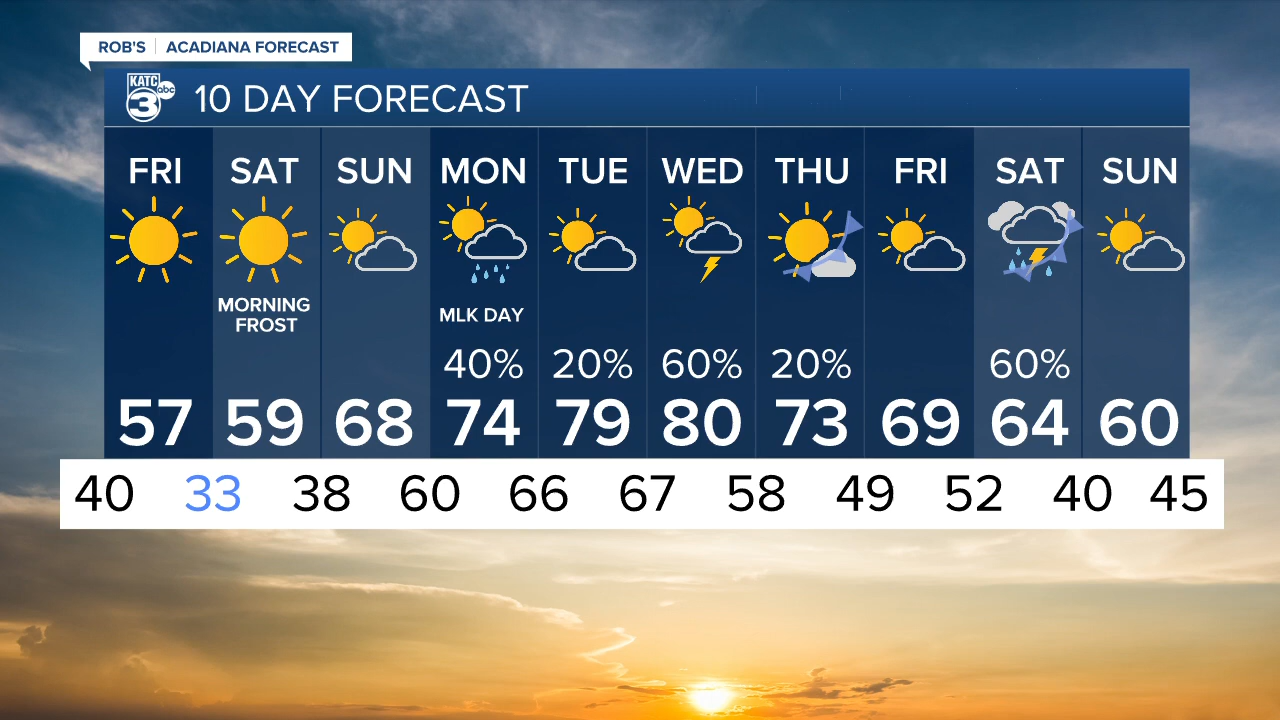 ROB'S ACADIANA FORECAST
KATC
abc
3
10 DAY FORECAST
FRI SAT SUN MON TUE WED THU FRI SAT SUN
MORNING
FROST
MLK DAY
40% 20% 60% 20% 60%
57 59 68 74 79 80 73 69 64 60
40 33 38 60 66 67 58 49 52 40 45